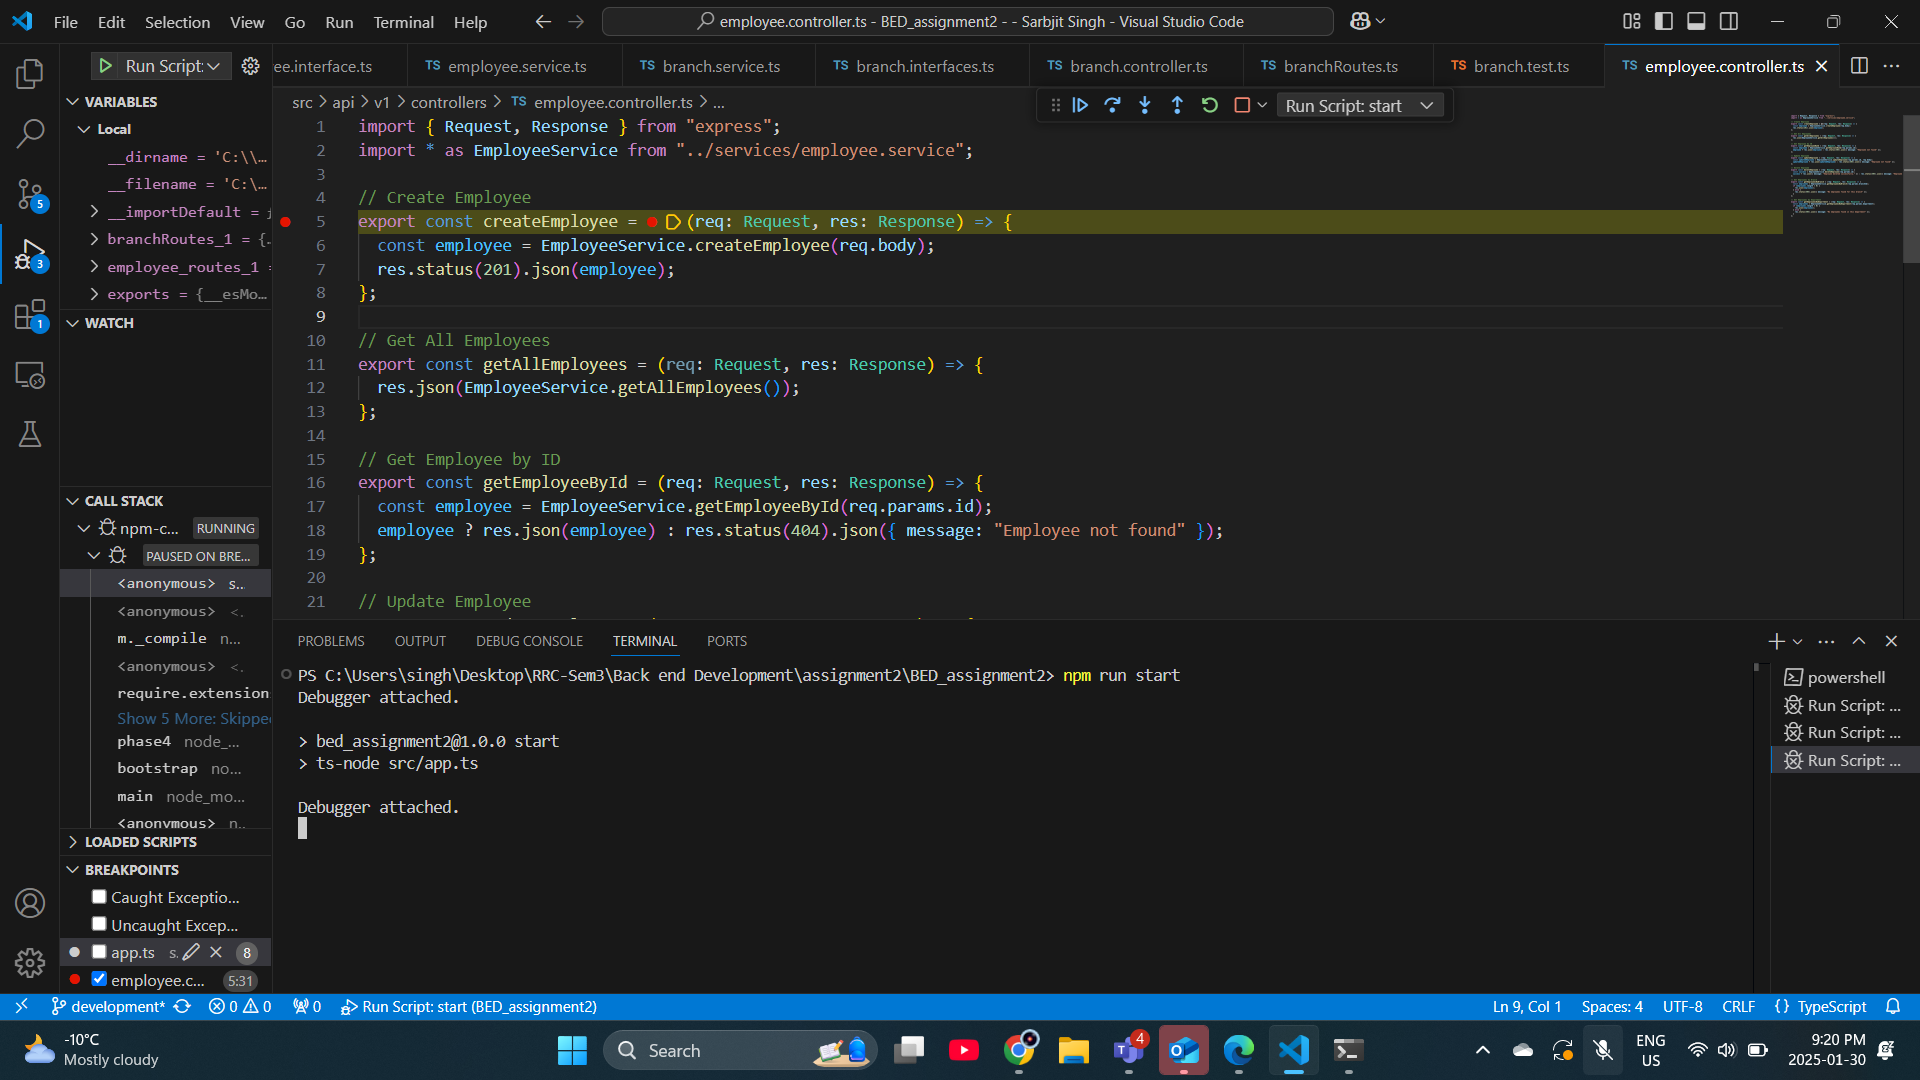 File Edit Selection View Go Run Terminal Help
employee.controller.ts - BED_assignment2 - - Sarbjit Singh - Visual Studio Code
Run Script:
ee.interface.ts
TS employee.service.ts
TS branch.service.ts
TS branch.interfaces.ts
TS branch.controller.ts
TS branchRoutes.ts
TS branch.test.ts
TS employee.controller.ts
src > api > v1 > controllers > TS employee.controller.ts > ...
Run Script: start
VARIABLES
Local
__dirname = 'C:\\...
__filename = 'C:\...
__importDefault =
branchRoutes_1 = {...
employee_routes_1 =
exports = {__esMo...
WATCH
CALL STACK
npm-c... RUNNING
PAUSED ON BRE...
<anonymous> s...
<anonymous> <.
m._compile n...
<anonymous> <.
require.extension
Show 5 More: Skippe
phase4 node_...
bootstrap no...
main node_mo...
<anonymous> n...
LOADED SCRIPTS
BREAKPOINTS
Caught Exceptio...
Uncaught Excep...
app.ts s. 8
employee.c... 5:31
5
3
1
1 import { Request, Response } from "express";
2 import * as EmployeeService from "../services/employee.service";
3
4 // Create Employee
5 export const createEmployee = (req: Request, res: Response) => {
6 const employee = EmployeeService.createEmployee(req.body);
7 res.status(201).json(employee);
8 };
9
10 // Get All Employees
11 export const getAllEmployees = (req: Request, res: Response) => {
12 res.json(EmployeeService.getAllEmployees());
13 };
14
15 // Get Employee by ID
16 export const getEmployeeById = (req: Request, res: Response) => {
17 const employee = EmployeeService.getEmployeeById(req.params.id);
18 employee ? res.json(employee) : res.status(404).json({ message: "Employee not found" });
19 };
20
21 // Update Employee
PROBLEMS OUTPUT DEBUG CONSOLE TERMINAL PORTS
PS C:\Users\singh\Desktop\RRC-Sem3\Back end Development\assignment2\BED_assignment2> npm run start
Debugger attached.
> bed_assignment2@1.0.0 start
> ts-node src/app.ts
Debugger attached.
powershell
Run Script: ...
Run Script: ...
Run Script: ...
development* 0 0 0 Run Script: start (BED_assignment2)
Ln 9, Col 1 Spaces: 4 UTF-8 CRLF {} TypeScript
-10°C
Mostly cloudy
Search
4
ENG
US
9:20 PM
2025-01-30